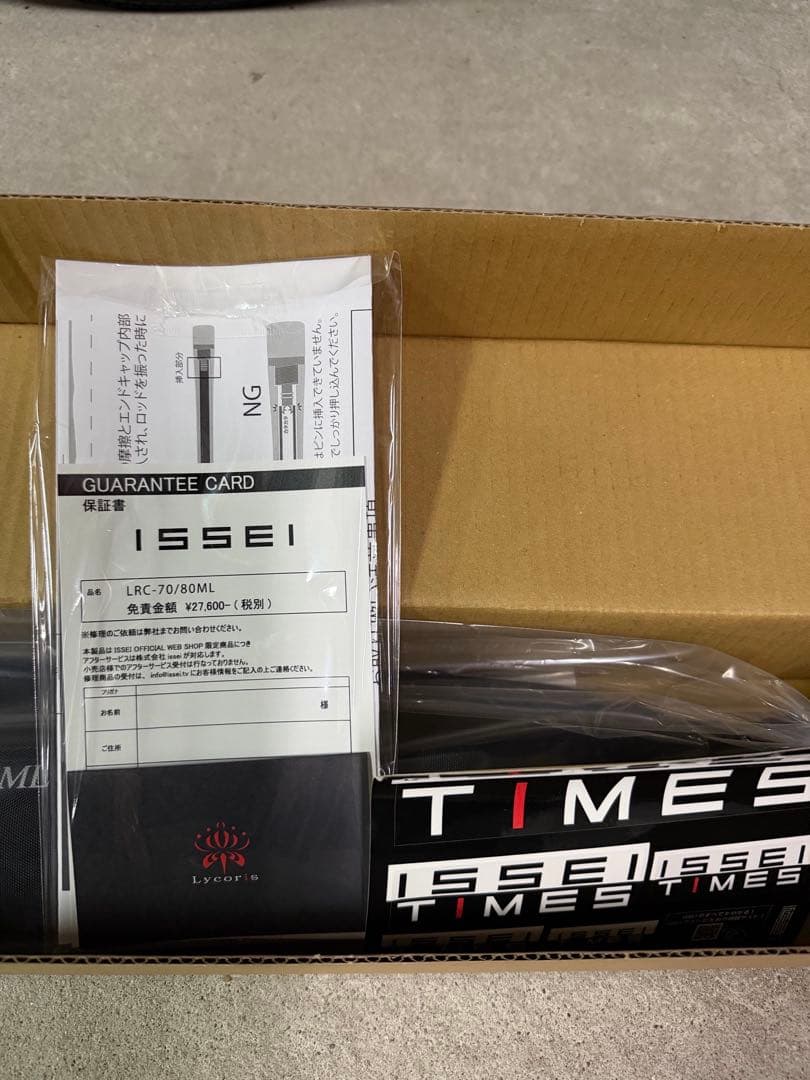 摩擦とエンドキャップ内部
され、ロッドを振った時に
挿入部分
NG
ピンに挿入できていません。
でしっかり押し込んでください。
GUARANTEE CARD
保証書
ISSEI
品名 LRC-70/80ML
免責金額 ¥27,600-(税別)
※修理のご依頼は弊社までお問い合わせください。
本製品は ISSEI OFFICIAL WEB SHOP 限定商品につき
アフターサービスは株式会社 issei が対応します。
小売店様でのアフターサービス受付は行なっておりません。
修理商品の受付は、info@issei.tv にお客様情報をご記入の上ご連絡ください。
フリガナ
お名前 様
ご住所
ML
Lycoris
TIMES
ISSEI
TIMES
ISSEI
TIMES